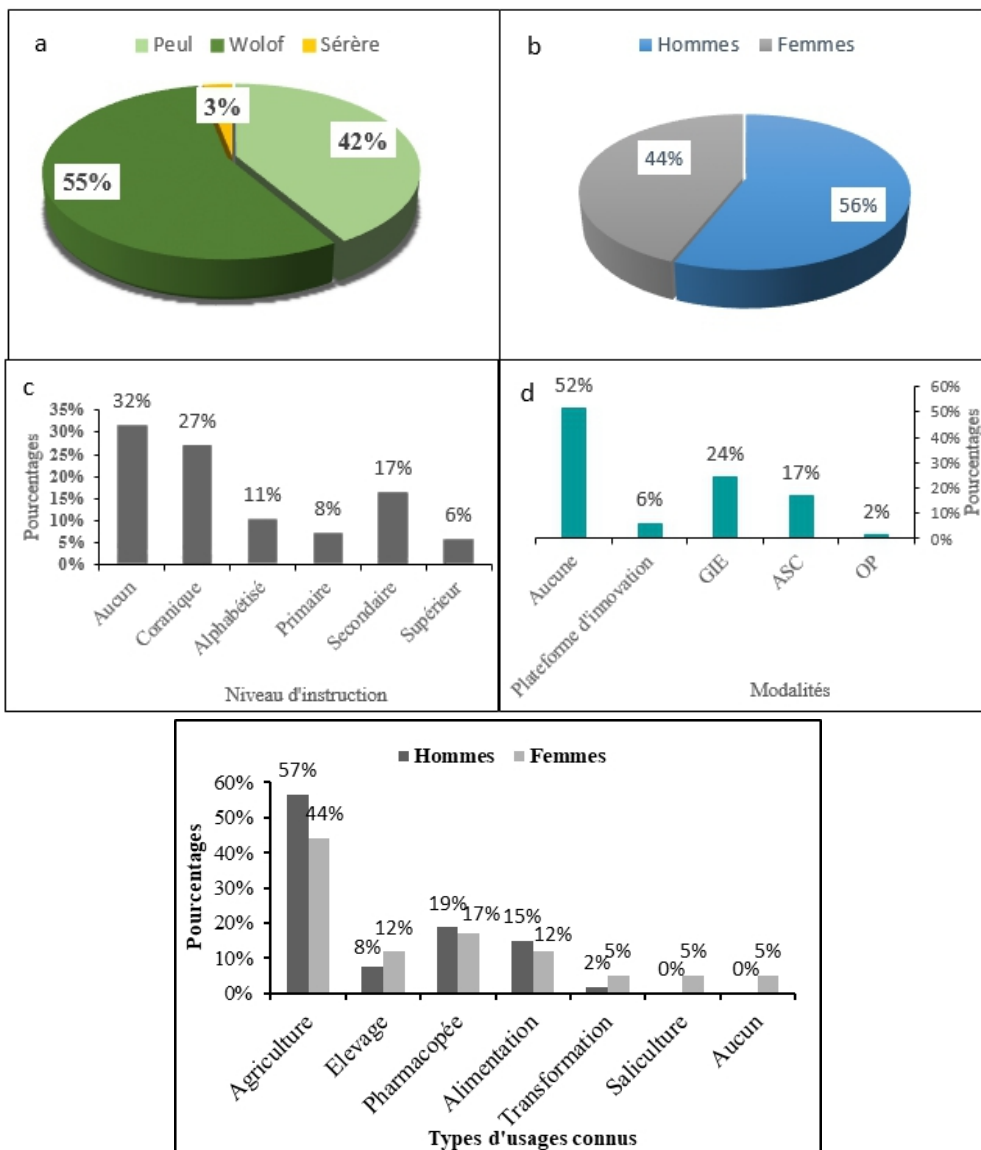 a
Peul Wolof Sérère
3%
42%
55%
b
Hommes Femmes
44%
56%
c
Pourcentages
35%
30%
25%
20%
15%
10%
5%
0%
32%
27%
11%
8%
17%
6%
Aucun
Coranique
Alphabétisé
Primaire
Secondaire
Supérieur
Niveau d'instruction
d
52%
6%
24%
17%
2%
60%
50%
40%
30%
20%
10%
0%
Pourcentages
Aucune
Plateforme d'innovation
GIE
ASC
OP
Modalités
Hommes Femmes
Pourcentages
60%
50%
40%
30%
20%
10%
0%
57%
44%
8%
12%
19%
17%
15%
12%
2%
5%
0%
5%
0%
5%
Agriculture
Elevage
Pharmacopée
Alimentation
Transformation
Saliculture
Aucun
Types d'usages connus